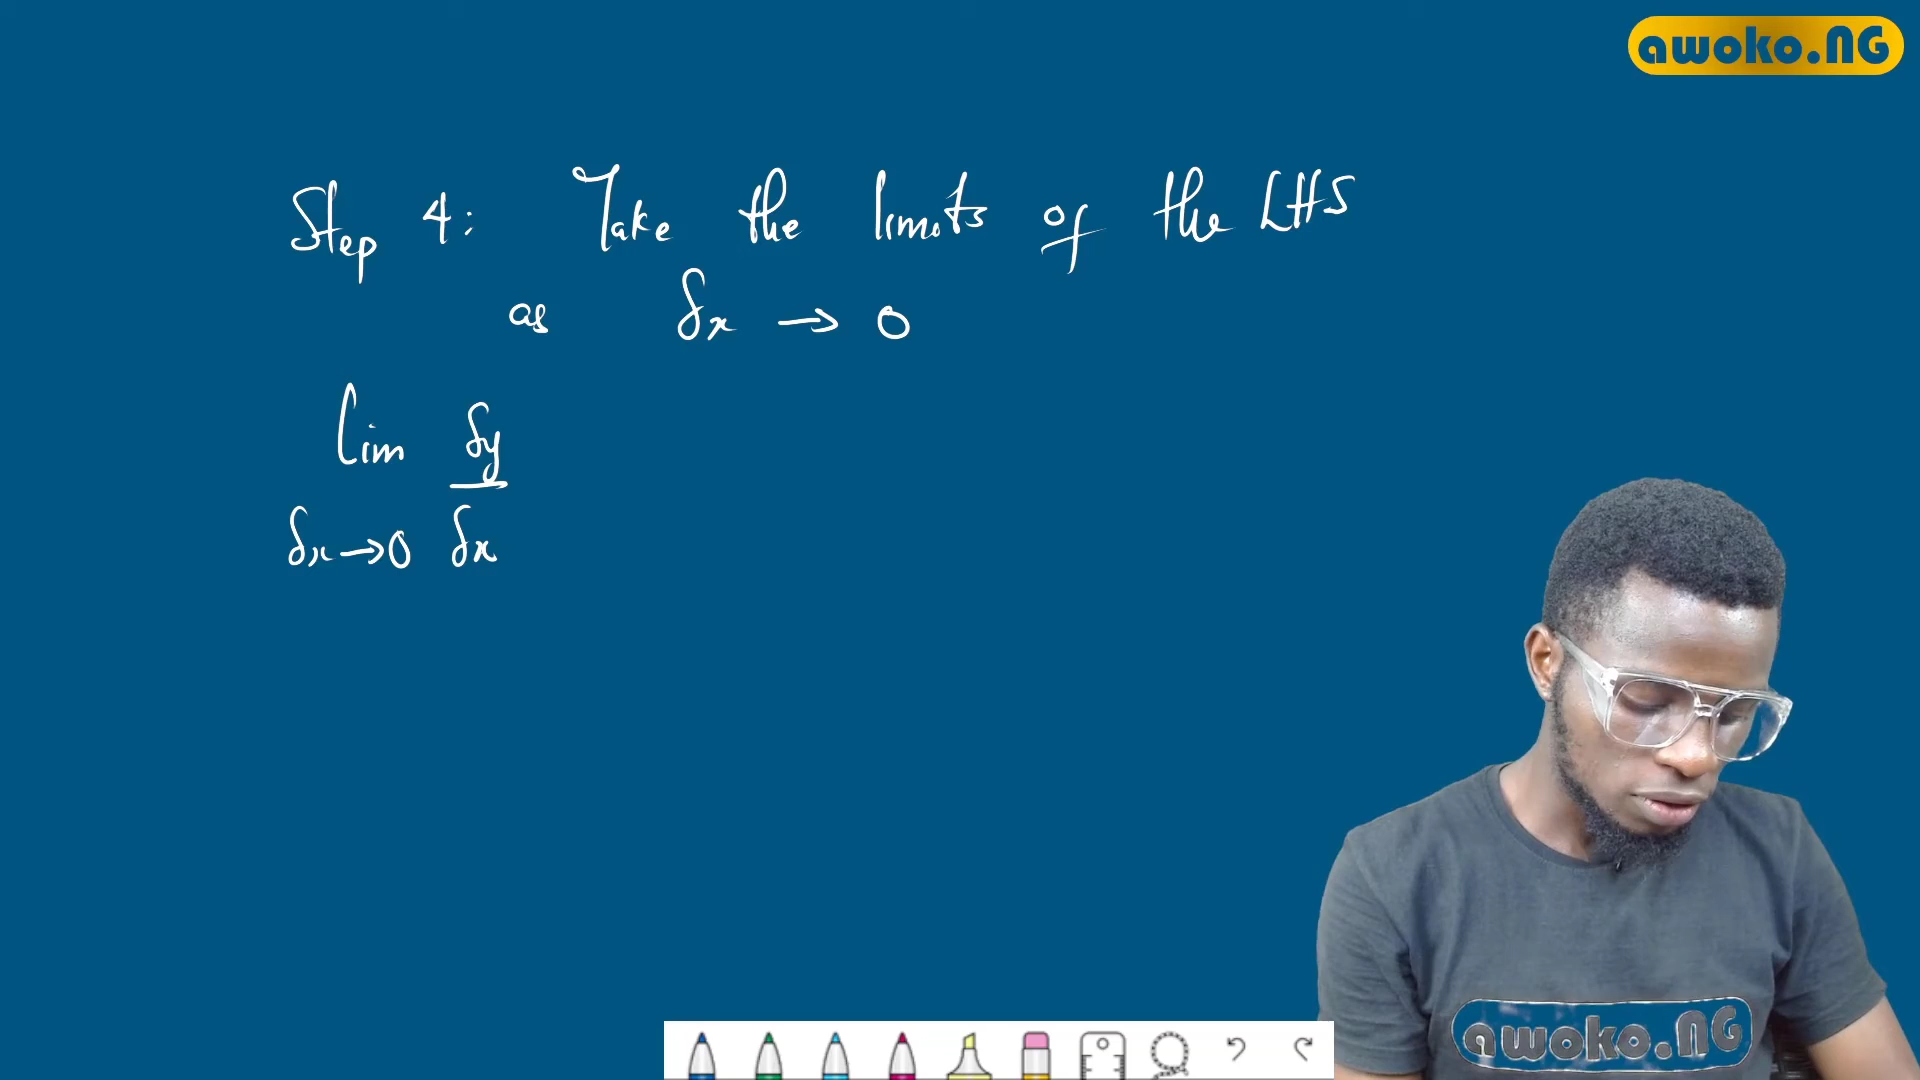 awoko.NG
Step 4: Take the limits of the LHS
as δx → 0
Lim δy
δx→0 δx
awoko.NG